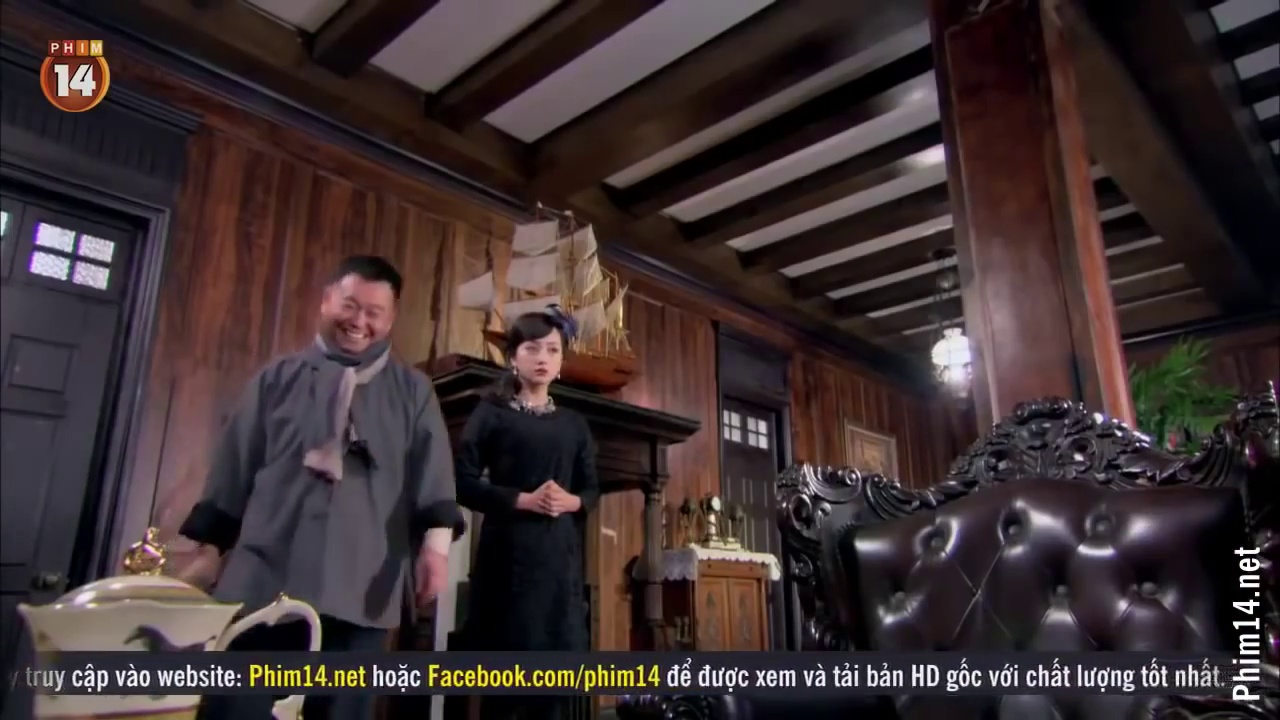 PHIM
14
truy cập vào website: Phim14.net hoặc Facebook.com/phim14 để được xem và tải bản HD gốc với chất lượng tốt nhất.
Phim14.net